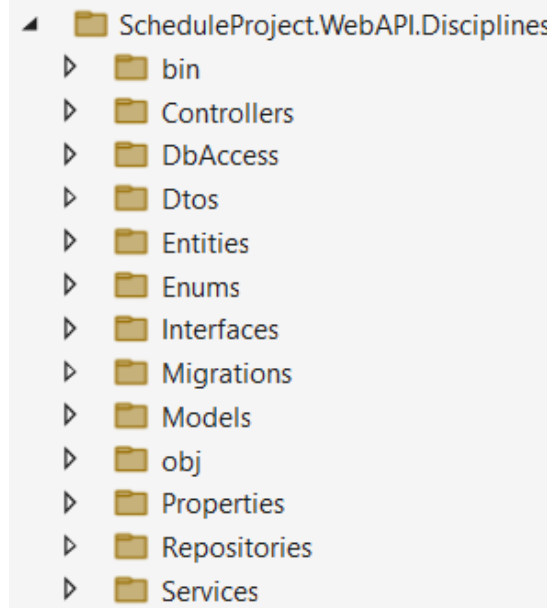 ScheduleProject.WebAPI.Disciplines
bin
Controllers
DbAccess
Dtos
Entities
Enums
Interfaces
Migrations
Models
obj
Properties
Repositories
Services